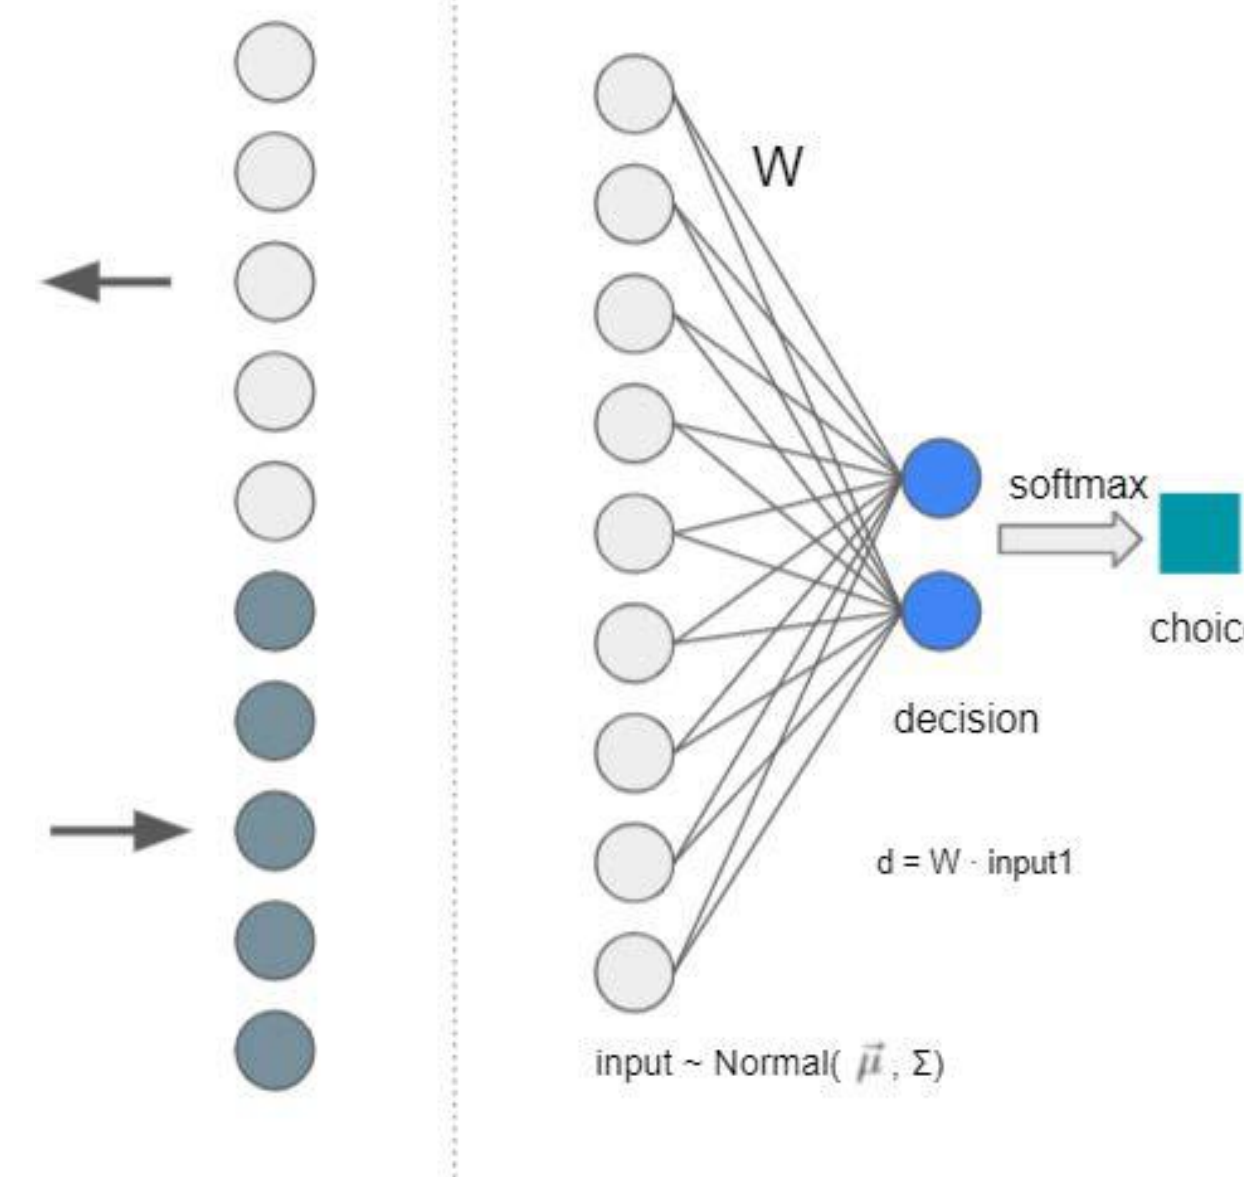 W
softmax
choic
decision
d = W · input1
input ~ Normal( μ⃗ , Σ)